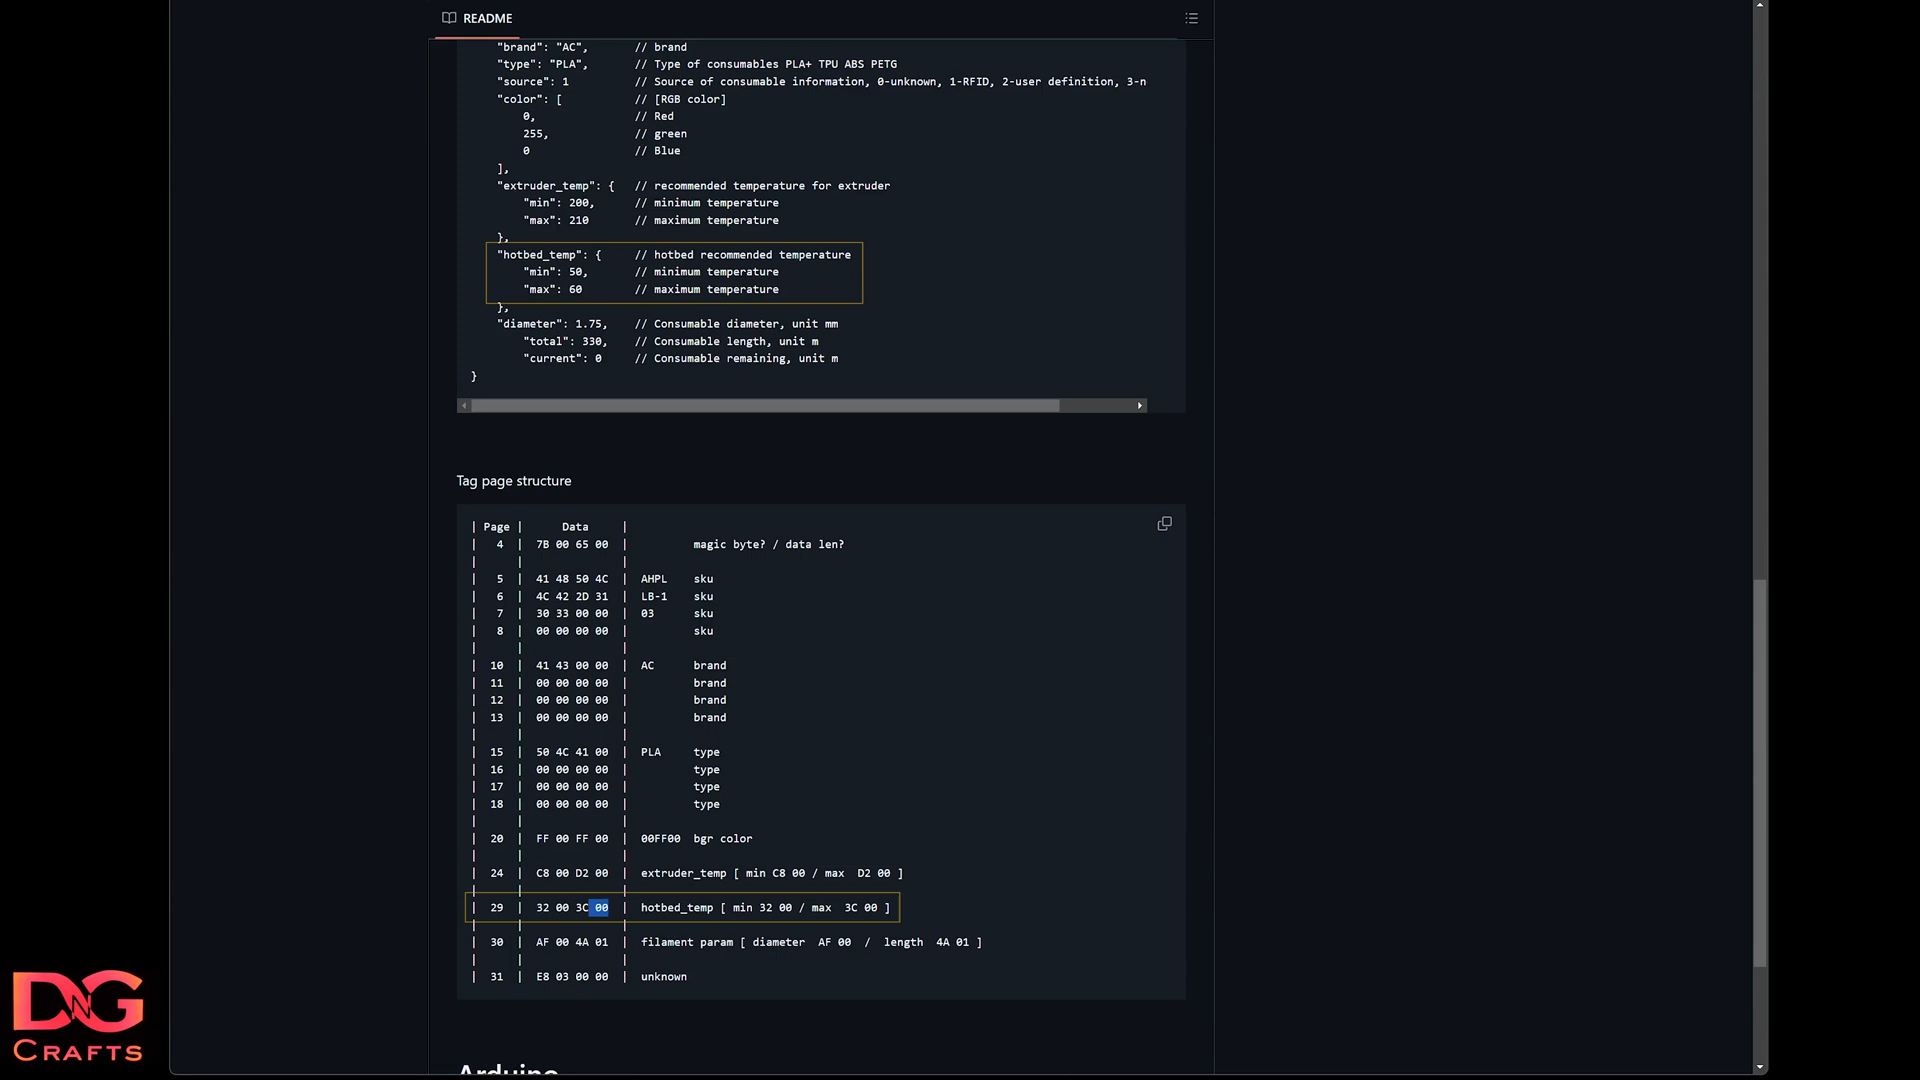 README
"brand": "AC", // brand
"type": "PLA", // Type of consumables PLA+ TPU ABS PETG
"source": 1 // Source of consumable information, 0-unknown, 1-RFID, 2-user definition, 3-n
"color": [ // [RGB color]
0, // Red
255, // green
0 // Blue
],
"extruder_temp": { // recommended temperature for extruder
"min": 200, // minimum temperature
"max": 210 // maximum temperature
},
"hotbed_temp": { // hotbed recommended temperature
"min": 50, // minimum temperature
"max": 60 // maximum temperature
},
"diameter": 1.75, // Consumable diameter, unit mm
"total": 330, // Consumable length, unit m
"current": 0 // Consumable remaining, unit m
}
Tag page structure
| Page | Data |
| 4 | 7B 00 65 00 | magic byte? / data len?
| | |
| 5 | 41 48 50 4C | AHPL sku
| 6 | 4C 42 2D 31 | LB-1 sku
| 7 | 30 33 00 00 | 03 sku
| 8 | 00 00 00 00 | sku
| | |
| 10 | 41 43 00 00 | AC brand
| 11 | 00 00 00 00 | brand
| 12 | 00 00 00 00 | brand
| 13 | 00 00 00 00 | brand
| | |
| 15 | 50 4C 41 00 | PLA type
| 16 | 00 00 00 00 | type
| 17 | 00 00 00 00 | type
| 18 | 00 00 00 00 | type
| | |
| 20 | FF 00 FF 00 | 00FF00 bgr color
| | |
| 24 | C8 00 D2 00 | extruder_temp [ min C8 00 / max D2 00 ]
| | |
| 29 | 32 00 3C 00 | hotbed_temp [ min 32 00 / max 3C 00 ]
| | |
| 30 | AF 00 4A 01 | filament param [ diameter AF 00 / length 4A 01 ]
| | |
| 31 | E8 03 00 00 | unknown
Arduino
DNG
CRAFTS